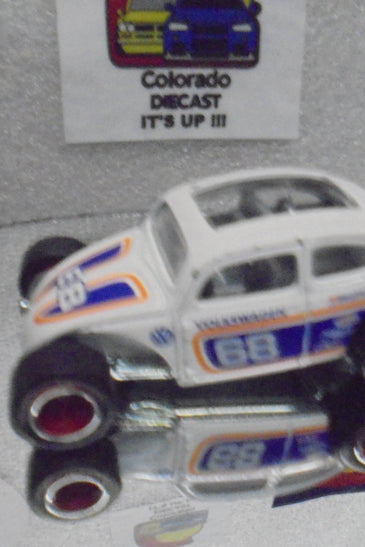 Colorado
DIECAST
IT'S UP !!!
68
VOLKSWAGEN
68